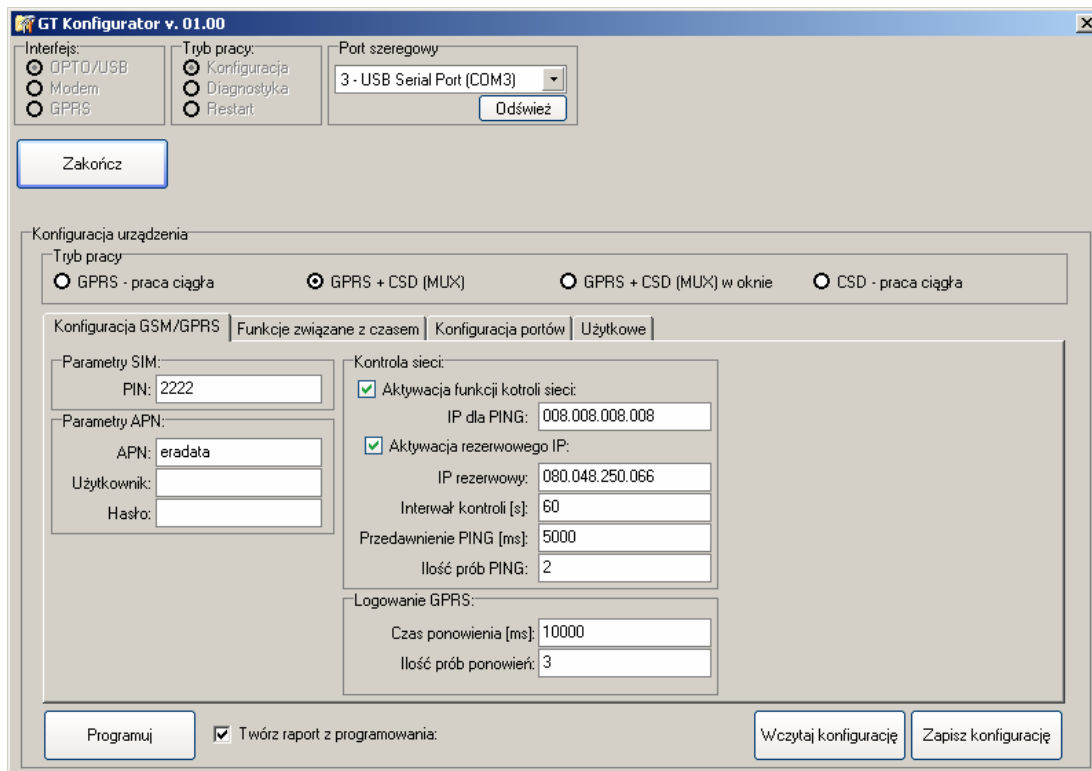 GT Konfigurator v. 01.00
Interfejs:
OPTO/USB
Modem
GPRS
Tryb pracy:
Konfiguracja
Diagnostyka
Restart
Port szeregowy
3 - USB Serial Port (COM3)
Odśwież
Zakończ
Konfiguracja urządzenia
Tryb pracy
GPRS - praca ciągła
GPRS + CSD (MUX)
GPRS + CSD (MUX) w oknie
CSD - praca ciągła
Konfiguracja GSM/GPRS
Funkcje związane z czasem
Konfiguracja portów
Użytkowe
Parametry SIM:
PIN: 2222
Parametry APN:
APN: eradata
Użytkownik:
Hasło:
Kontrola sieci:
Aktywacja funkcji kotroli sieci:
IP dla PING: 008.008.008.008
Aktywacja rezerwowego IP:
IP rezerwowy: 080.048.250.066
Interwał kontroli [s]: 60
Przedawnienie PING [ms]: 5000
Ilość prób PING: 2
Logowanie GPRS:
Czas ponowienia [ms]: 10000
Ilość prób ponowień: 3
Programuj
Twórz raport z programowania:
Wczytaj konfigurację
Zapisz konfigurację